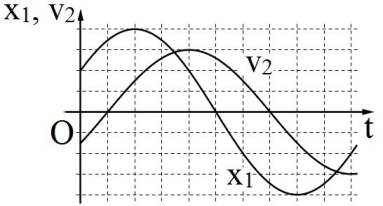 x₁, v₂
v₂
O
t
x₁